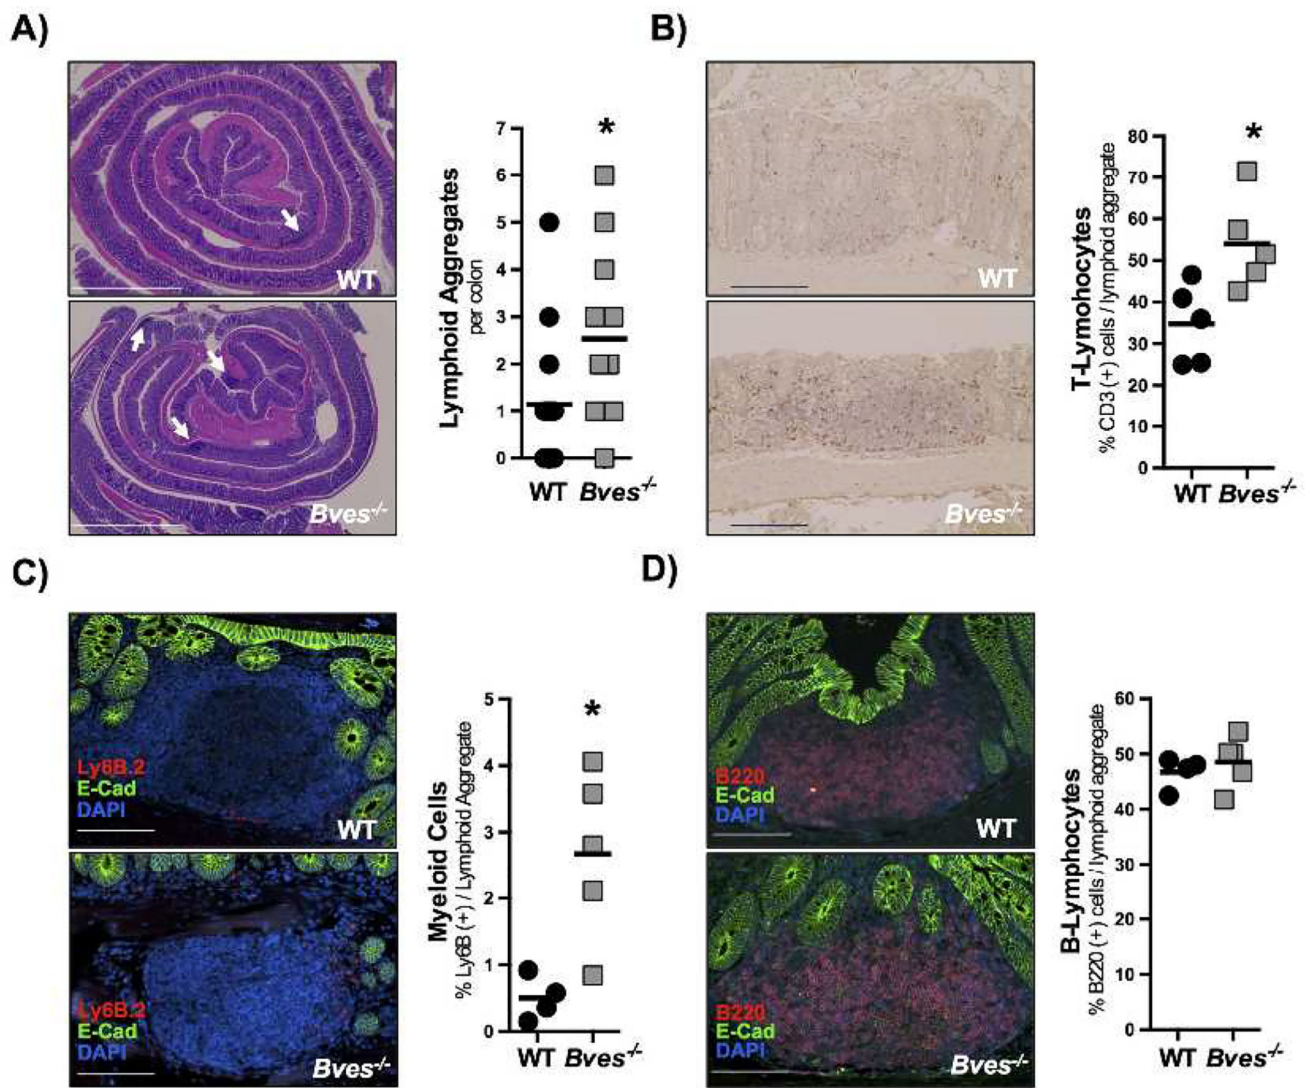 A)
WT
Bves-/-
Lymphoid Aggregates
per colon
7
6
5
4
3
2
1
0
*
WT Bves-/-
B)
WT
Bves-/-
T-Lymohocytes
% CD3 (+) cells / lymphoid aggregate
80
70
60
50
40
30
20
10
0
*
WT Bves-/-
C)
Ly6B.2
E-Cad
DAPI
WT
Ly6B.2
E-Cad
DAPI
Bves-/-
Myeloid Cells
% Ly6B (+) / Lymphoid Aggregate
5
4
3
2
1
0
*
WT Bves-/-
D)
B220
E-Cad
DAPI
WT
B220
E-Cad
DAPI
Bves-/-
B-Lymphocytes
% B220 (+) cells / lymphoid aggregate
60
50
40
30
20
10
0
WT Bves-/-